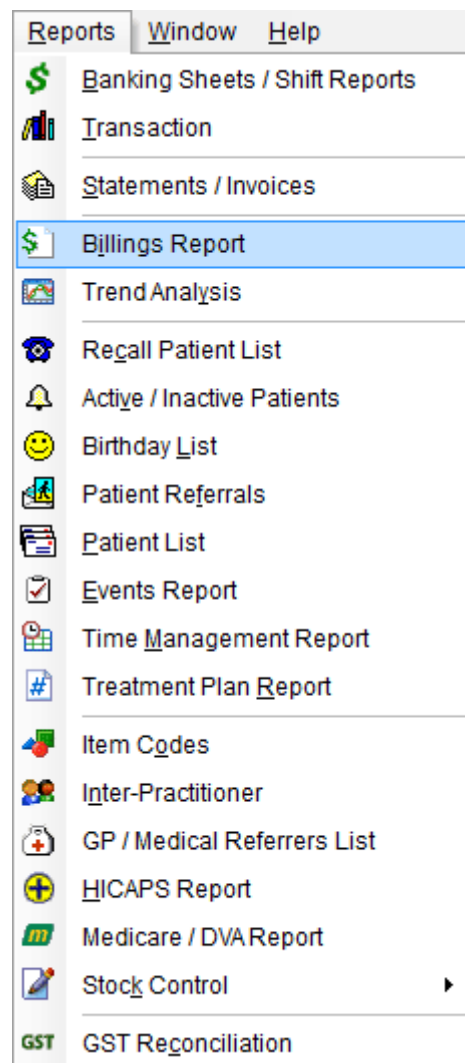 Reports Window Help
Banking Sheets / Shift Reports
Transaction
Statements / Invoices
$ Billings Report
Trend Analysis
Recall Patient List
Active / Inactive Patients
Birthday List
Patient Referrals
Patient List
Events Report
Time Management Report
# Treatment Plan Report
Item Codes
Inter-Practitioner
GP / Medical Referrers List
HICAPS Report
m Medicare / DVA Report
Stock Control
GST GST Reconciliation